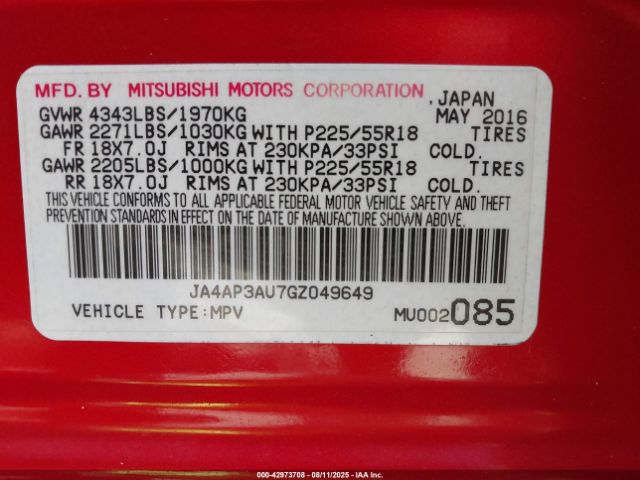 MFD. BY MITSUBISHI MOTORS CORPORATION, JAPAN
GVWR 4343LBS/1970KG MAY 2016
GAWR 2271LBS/1030KG WITH P225/55R18 TIRES
FR 18X7.0J RIMS AT 230KPA/33PSI COLD.
GAWR 2205LBS/1000KG WITH P225/55R18 TIRES
RR 18X7.0J RIMS AT 230KPA/33PSI COLD.
THIS VEHICLE CONFORMS TO ALL APPLICABLE FEDERAL MOTOR VEHICLE SAFETY AND THEFT
PREVENTION STANDARDS IN EFFECT ON THE DATE OF MANUFACTURE SHOWN ABOVE.
JA4AP3AU7GZ049649
VEHICLE TYPE:MPV MU002085
000-42973708 - 08/11/2025 - IAA Inc.